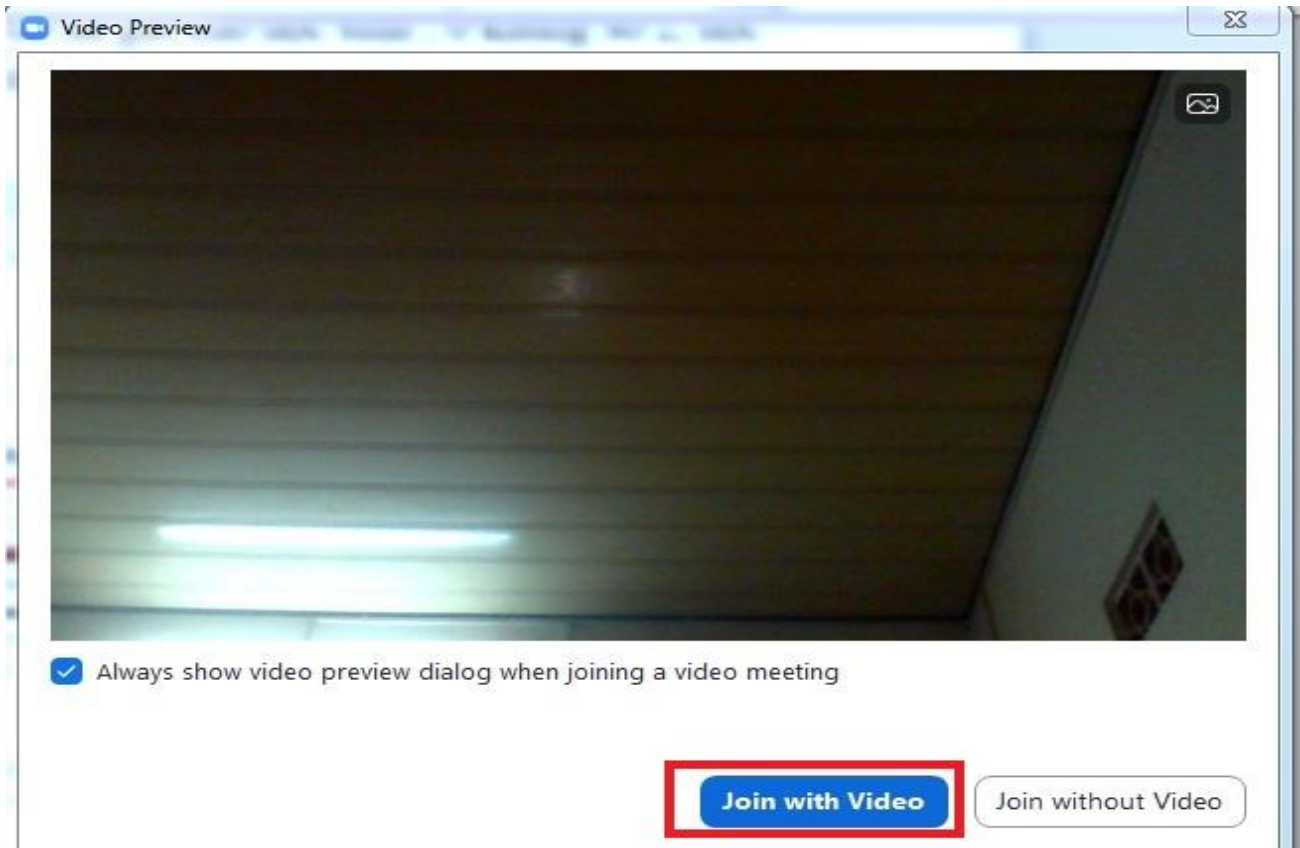 Video Preview
Always show video preview dialog when joining a video meeting
Join with Video
Join without Video